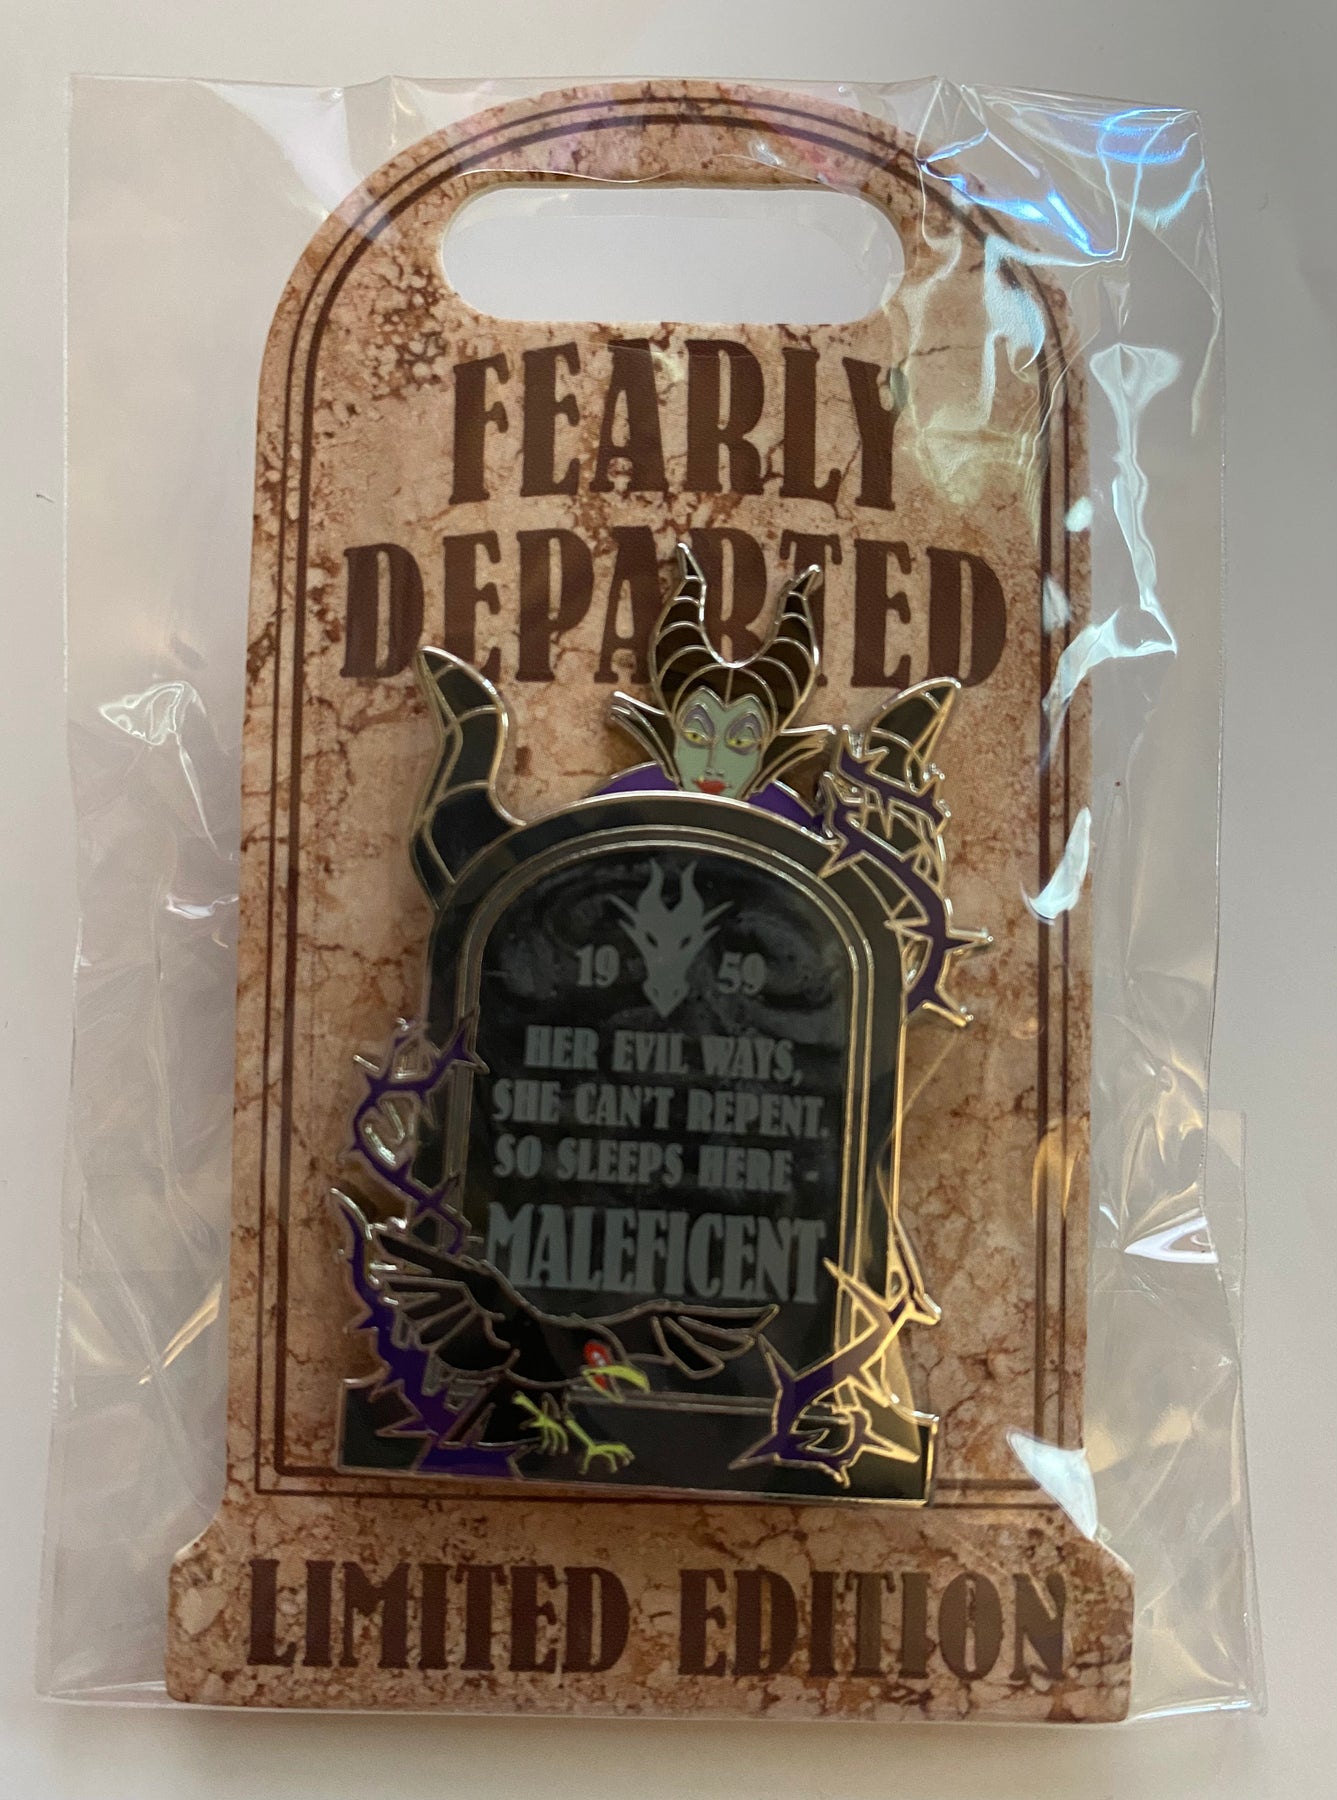 FEARLY
DEPARTED
19 59
HER EVIL WAYS,
SHE CAN'T REPENT.
SO SLEEPS HERE -
MALEFICENT
LIMITED EDITION